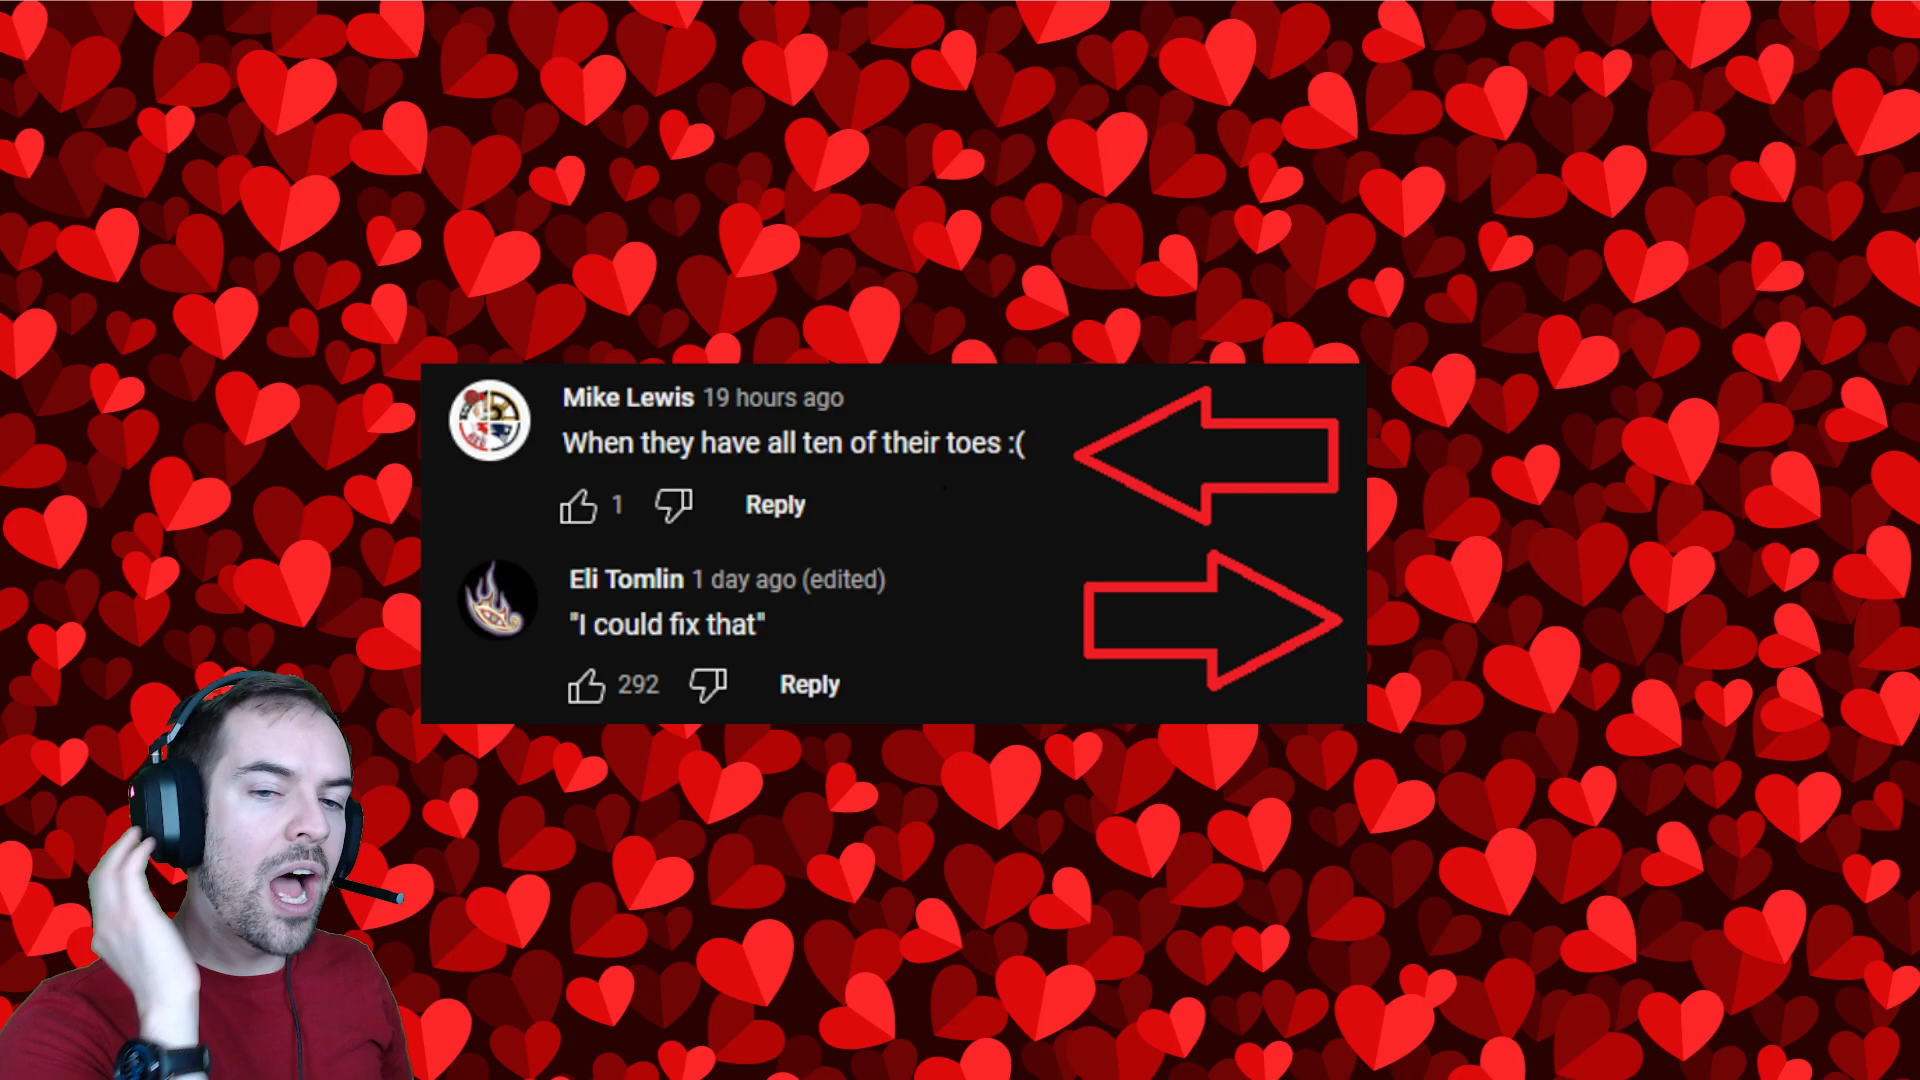 Mike Lewis 19 hours ago
When they have all ten of their toes :(
1 Reply
Eli Tomlin 1 day ago (edited)
"I could fix that"
292 Reply